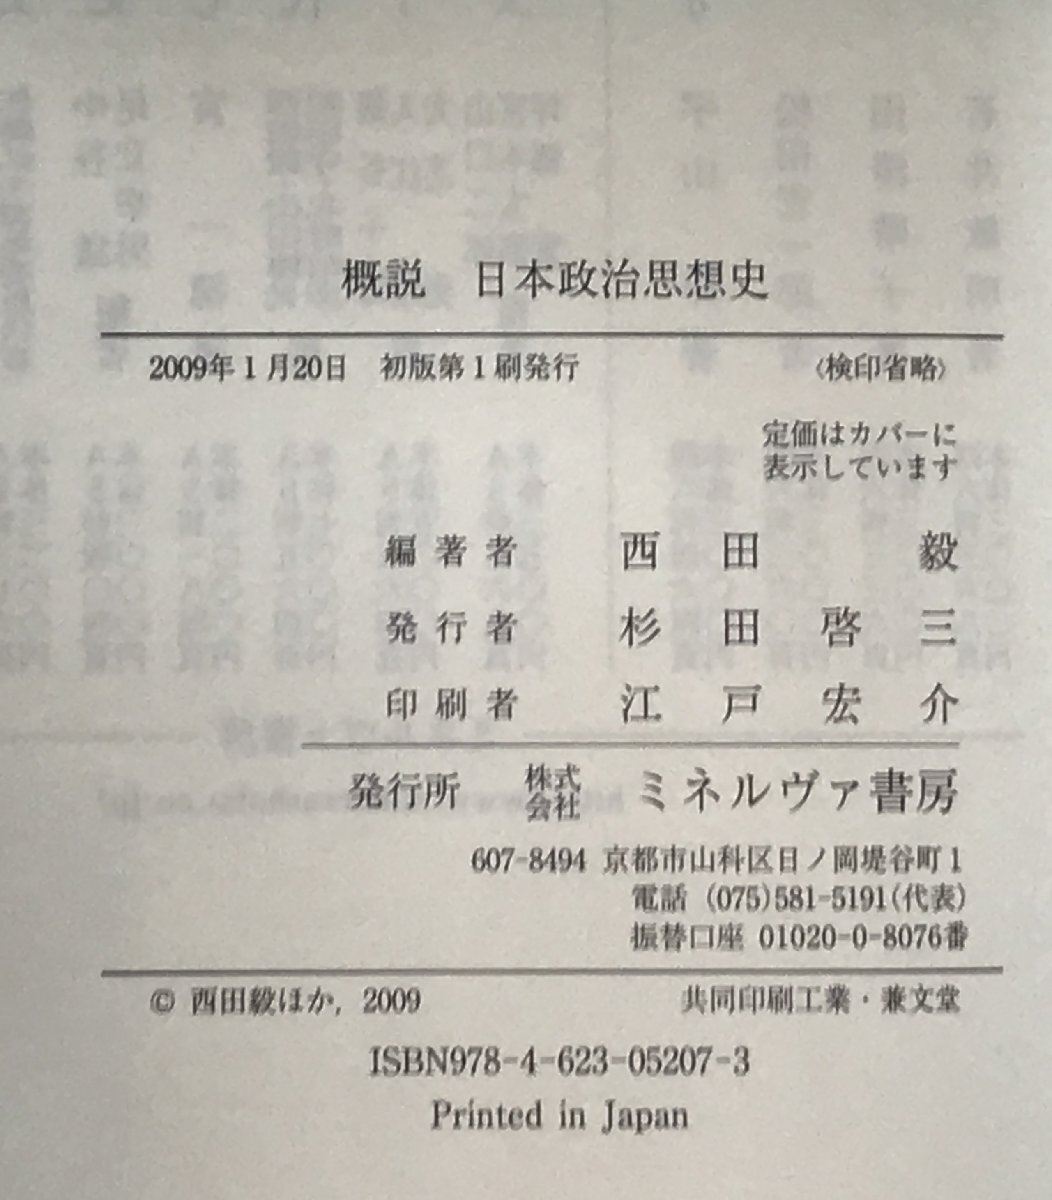 概説　日本政治思想史
2009年1月20日　初版第1刷発行　〈検印省略〉
定価はカバーに
表示しています
編著者　西田　毅
発行者　杉田啓三
印刷者　江戸宏介
発行所　株式会社　ミネルヴァ書房
607-8494 京都市山科区日ノ岡堤谷町1
電話 (075)581-5191(代表)
振替口座 01020-0-8076番
© 西田毅ほか, 2009　共同印刷工業・兼文堂
ISBN978-4-623-05207-3
Printed in Japan